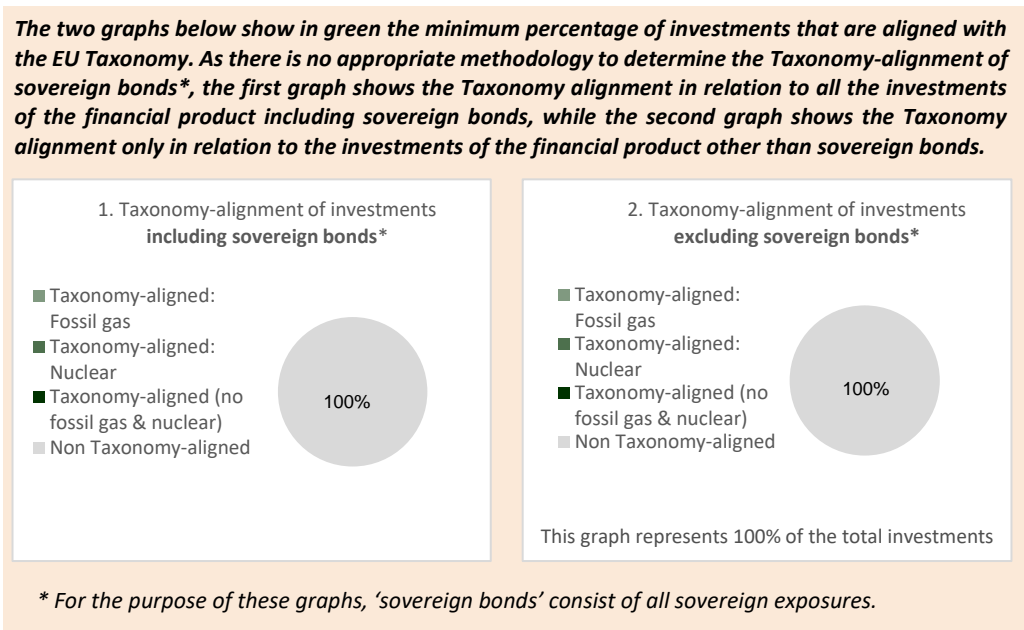 The two graphs below show in green the minimum percentage of investments that are aligned with
the EU Taxonomy. As there is no appropriate methodology to determine the Taxonomy-alignment of
sovereign bonds*, the first graph shows the Taxonomy alignment in relation to all the investments
of the financial product including sovereign bonds, while the second graph shows the Taxonomy
alignment only in relation to the investments of the financial product other than sovereign bonds.
1. Taxonomy-alignment of investments
including sovereign bonds*
Taxonomy-aligned:
Fossil gas
Taxonomy-aligned:
Nuclear
Taxonomy-aligned (no
fossil gas & nuclear)
Non Taxonomy-aligned
100%
2. Taxonomy-alignment of investments
excluding sovereign bonds*
Taxonomy-aligned:
Fossil gas
Taxonomy-aligned:
Nuclear
Taxonomy-aligned (no
fossil gas & nuclear)
Non Taxonomy-aligned
100%
This graph represents 100% of the total investments
* For the purpose of these graphs, ‘sovereign bonds’ consist of all sovereign exposures.